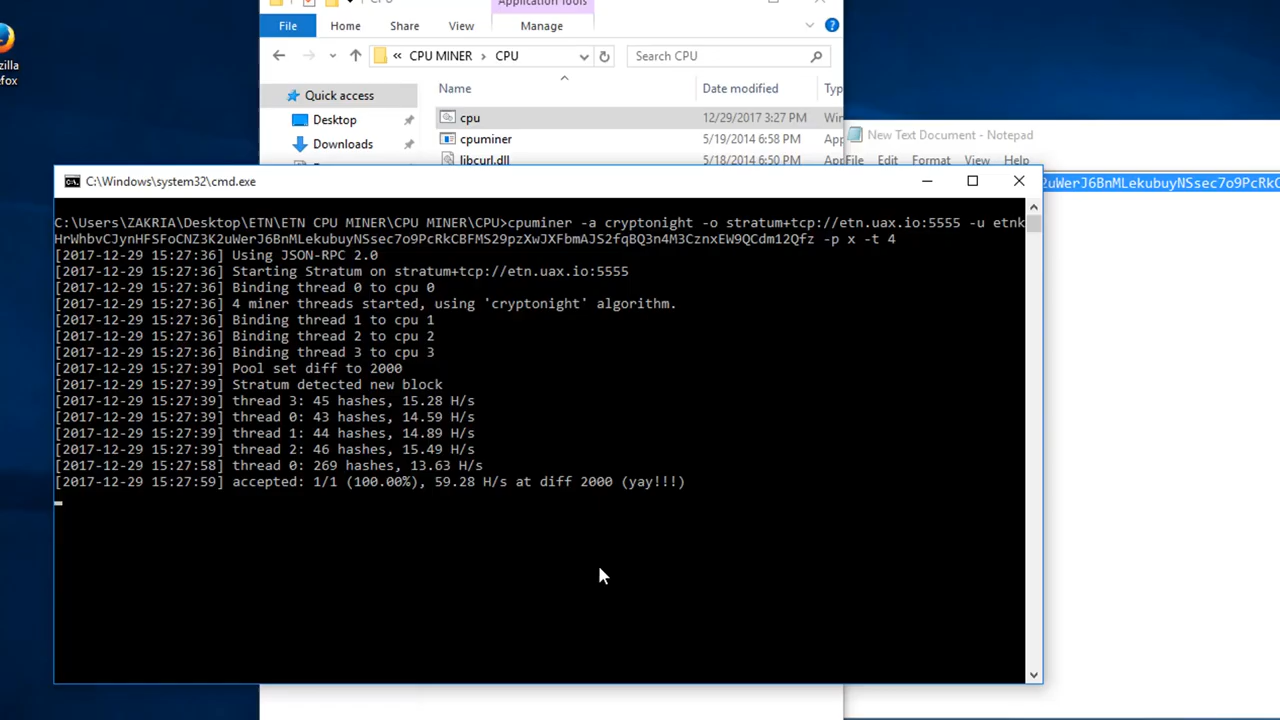 CPU
Application Tools
File
Home
Share
View
Manage
« CPU MINER > CPU
Search CPU
Name
Date modified
Typ
Quick access
cpu
12/29/2017 3:27 PM
Win
Desktop
cpuminer
5/19/2014 6:58 PM
App
Downloads
libcurl.dll
5/18/2014 6:50 PM
App
zilla
efox
New Text Document - Notepad
File Edit Format View Help
2uWerJ6BnMLekubuyNSsec7o9PcRkC
C:\Windows\system32\cmd.exe
C:\Users\ZAKRIA\Desktop\ETN\ETN CPU MINER\CPU MINER\CPU>cpuminer -a cryptonight -o stratum+tcp://etn.uax.io:5555 -u etnk
HrWhbvCJynHFSFoCNZ3K2uWerJ6BnMLekubuyNSsec7o9PcRkCBFMS29pzXwJXFbmAJS2fqBQ3n4M3CznxEW9QCdm12Qfz -p x -t 4
[2017-12-29 15:27:36] Using JSON-RPC 2.0
[2017-12-29 15:27:36] Starting Stratum on stratum+tcp://etn.uax.io:5555
[2017-12-29 15:27:36] Binding thread 0 to cpu 0
[2017-12-29 15:27:36] 4 miner threads started, using 'cryptonight' algorithm.
[2017-12-29 15:27:36] Binding thread 1 to cpu 1
[2017-12-29 15:27:36] Binding thread 2 to cpu 2
[2017-12-29 15:27:36] Binding thread 3 to cpu 3
[2017-12-29 15:27:39] Pool set diff to 2000
[2017-12-29 15:27:39] Stratum detected new block
[2017-12-29 15:27:39] thread 3: 45 hashes, 15.28 H/s
[2017-12-29 15:27:39] thread 0: 43 hashes, 14.59 H/s
[2017-12-29 15:27:39] thread 1: 44 hashes, 14.89 H/s
[2017-12-29 15:27:39] thread 2: 46 hashes, 15.49 H/s
[2017-12-29 15:27:58] thread 0: 269 hashes, 13.63 H/s
[2017-12-29 15:27:59] accepted: 1/1 (100.00%), 59.28 H/s at diff 2000 (yay!!!)